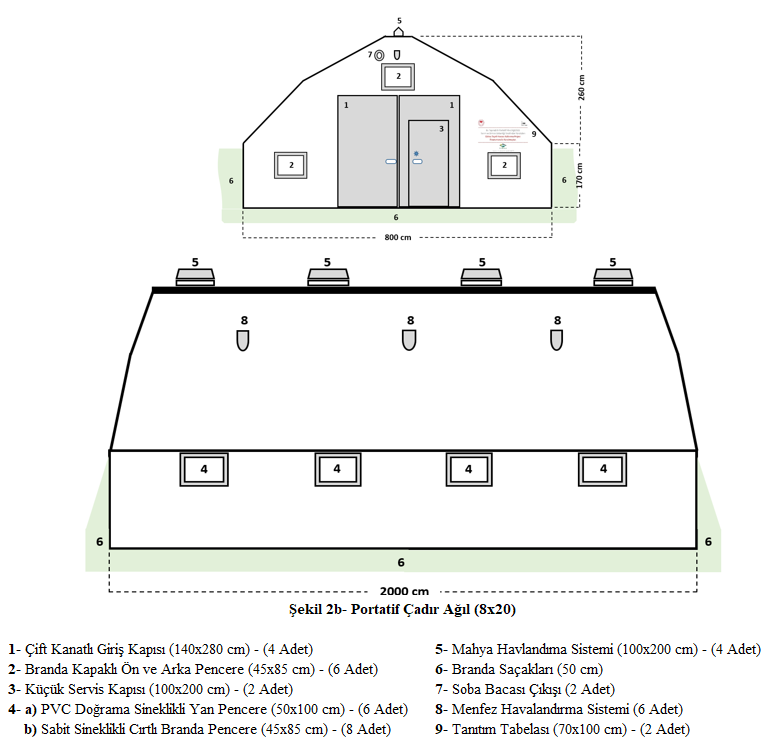 5
7
2
1
1
3
9
2
2
6
6
6
260 cm
170 cm
800 cm
5
5
5
5
8
8
8
4
4
4
4
6
6
6
2000 cm
Şekil 2b- Portatif Çadır Ağıl (8x20)
1- Çift Kanatlı Giriş Kapısı (140x280 cm) - (4 Adet)
2- Branda Kapaklı Ön ve Arka Pencere (45x85 cm) - (6 Adet)
3- Küçük Servis Kapısı (100x200 cm) - (2 Adet)
4- a) PVC Doğrama Sineklikli Yan Pencere (50x100 cm) - (6 Adet)
b) Sabit Sineklikli Cırtlı Branda Pencere (45x85 cm) - (8 Adet)
5- Mahya Havlandıma Sistemi (100x200 cm) - (4 Adet)
6- Branda Saçakları (50 cm)
7- Soba Bacası Çıkışı (2 Adet)
8- Menfez Havalandırma Sistemi (6 Adet)
9- Tanıtım Tabelası (70x100 cm) - (2 Adet)